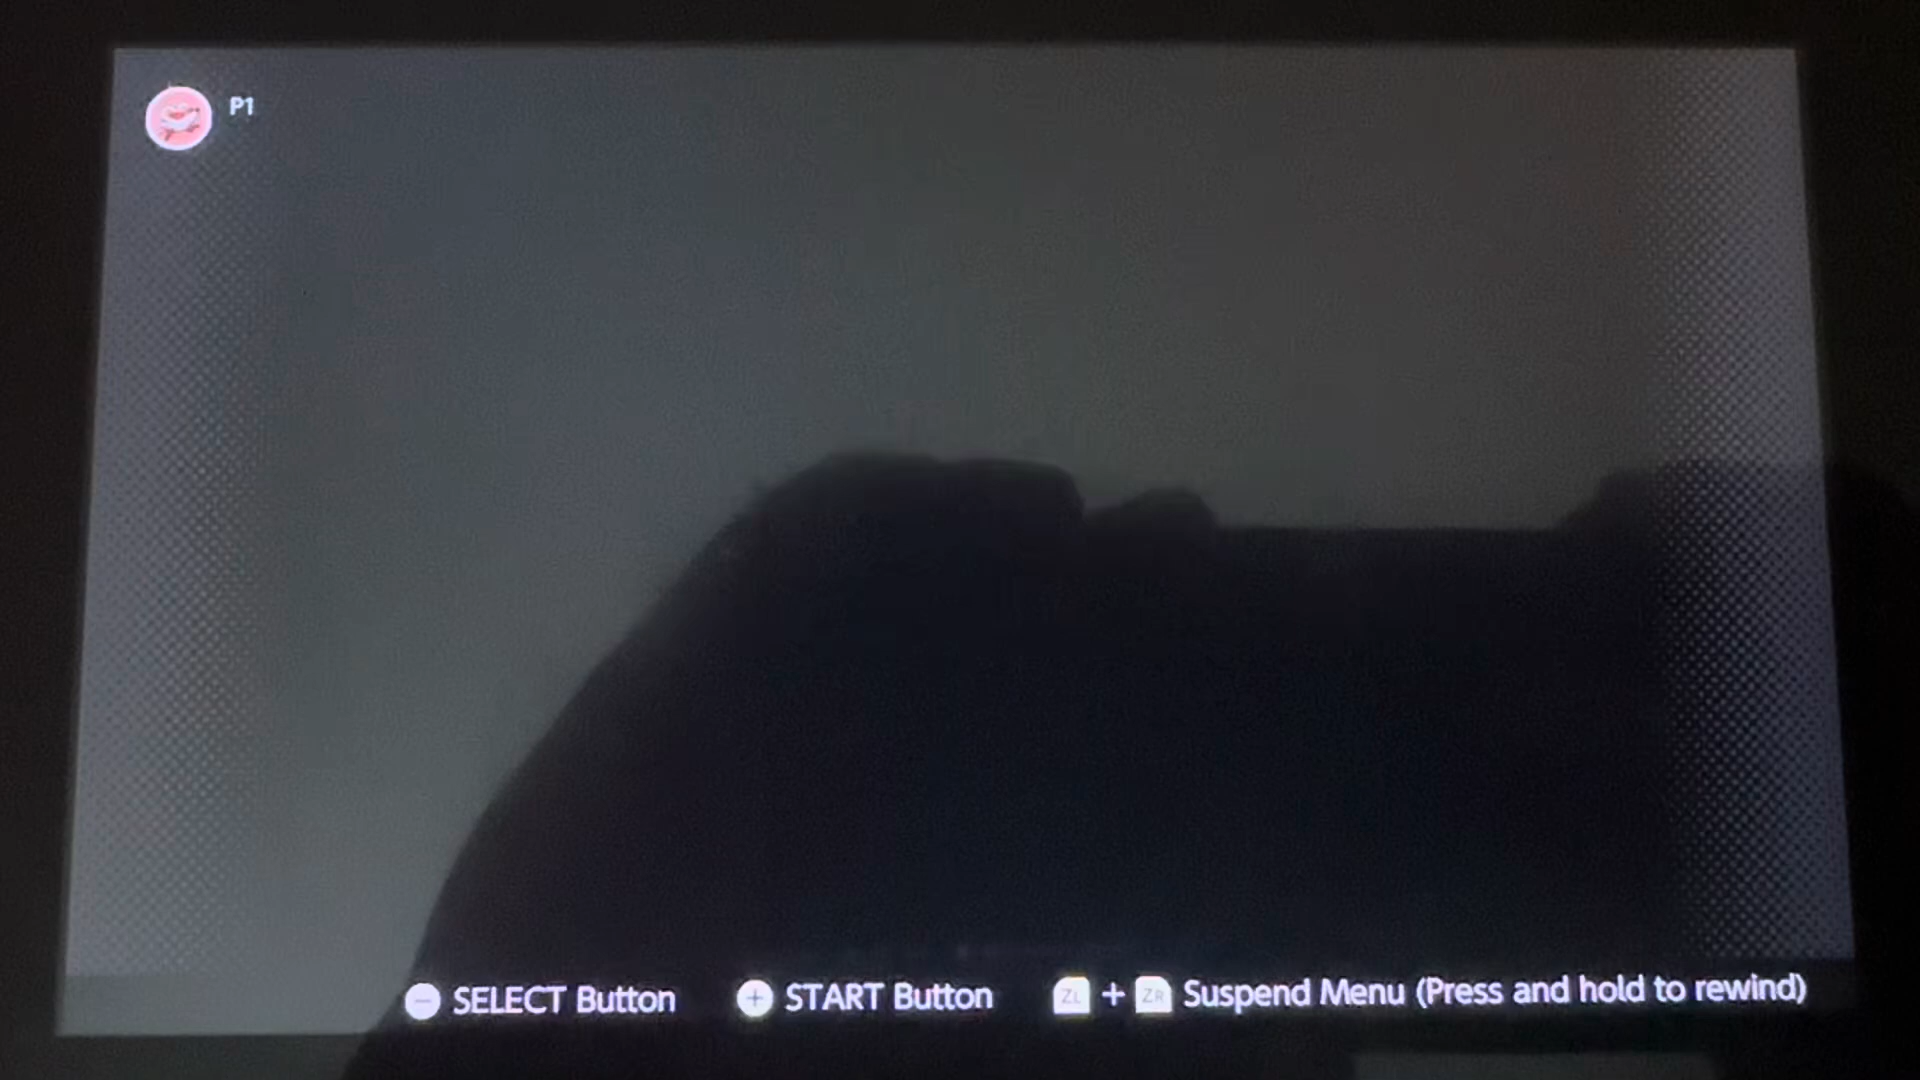 P1
SELECT Button START Button ZL + ZR Suspend Menu (Press and hold to rewind)